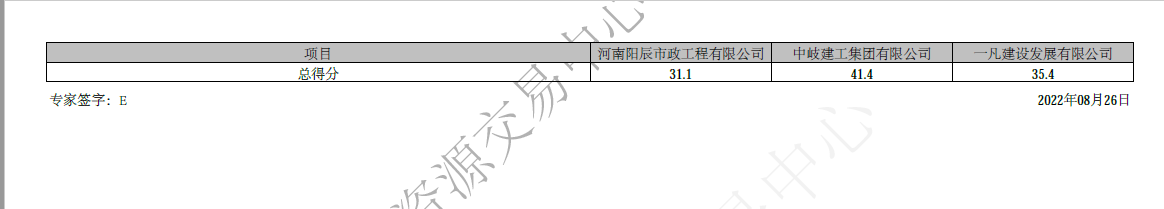 项目 河南阳辰市政工程有限公司 中岐建工集团有限公司 一凡建设发展有限公司
总得分 31.1 41.4 35.4
专家签字：E 2022年08月26日
资源交易中心
易中心